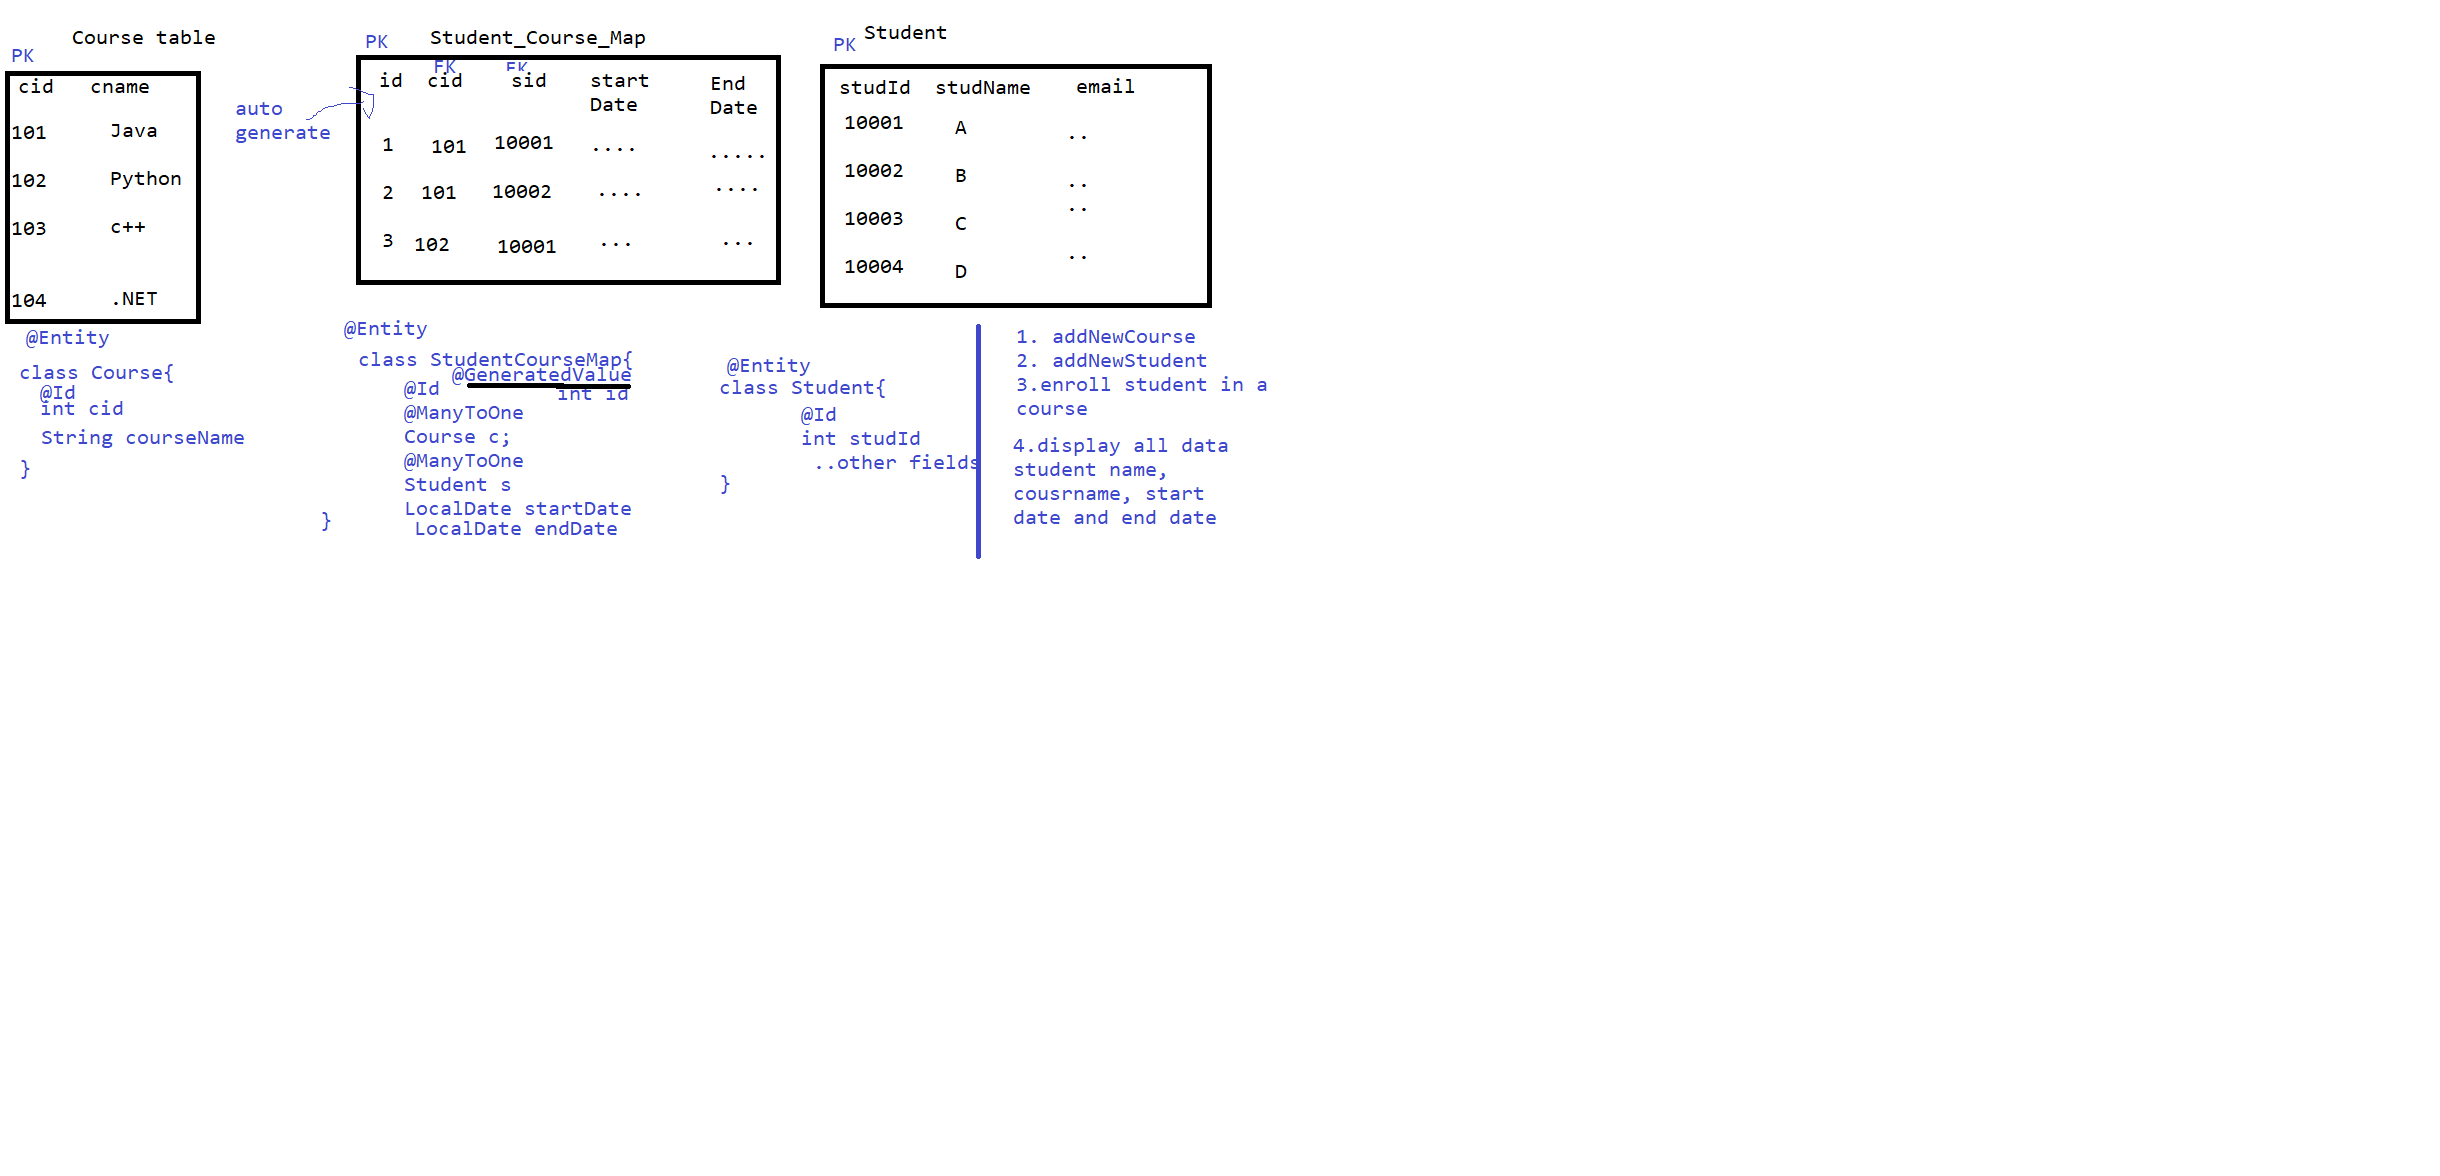 Course table
PK
cid cname
101 Java
102 Python
103 c++
104 .NET
@Entity
class Course{
@Id
int cid
String courseName
}
auto
generate
PK Student_Course_Map
FK FK
id cid sid start End
Date Date
1 101 10001 .... .....
2 101 10002 .... ....
3 102 10001 ... ...
@Entity
class StudentCourseMap{
@GeneratedValue
@Id int id
@ManyToOne
Course c;
@ManyToOne
Student s
LocalDate startDate
LocalDate endDate
}
PK Student
studId studName email
10001 A ..
10002 B ..
..
10003 C
..
10004 D
@Entity
class Student{
@Id
int studId
..other fields
}
1. addNewCourse
2. addNewStudent
3.enroll student in a
course
4.display all data
student name,
cousrname, start
date and end date